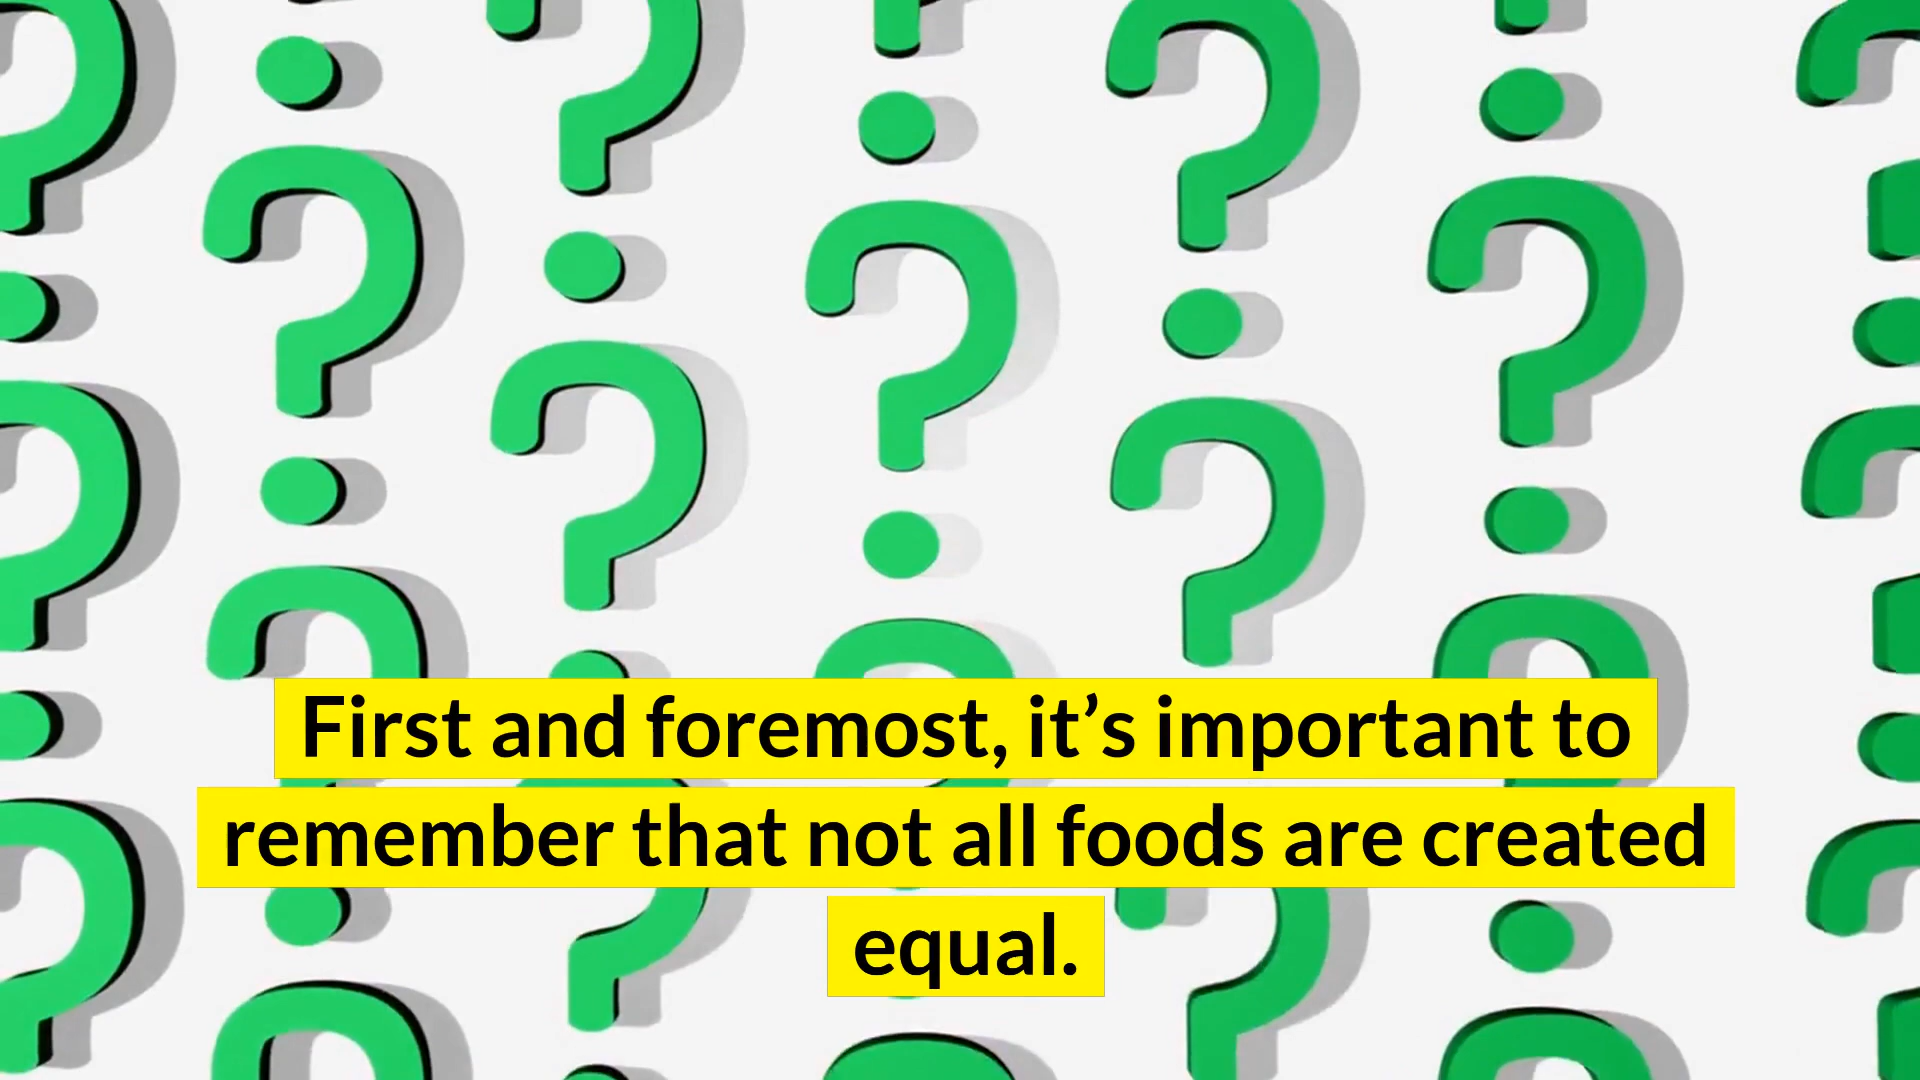 First and foremost, it’s important to
remember that not all foods are created
equal.